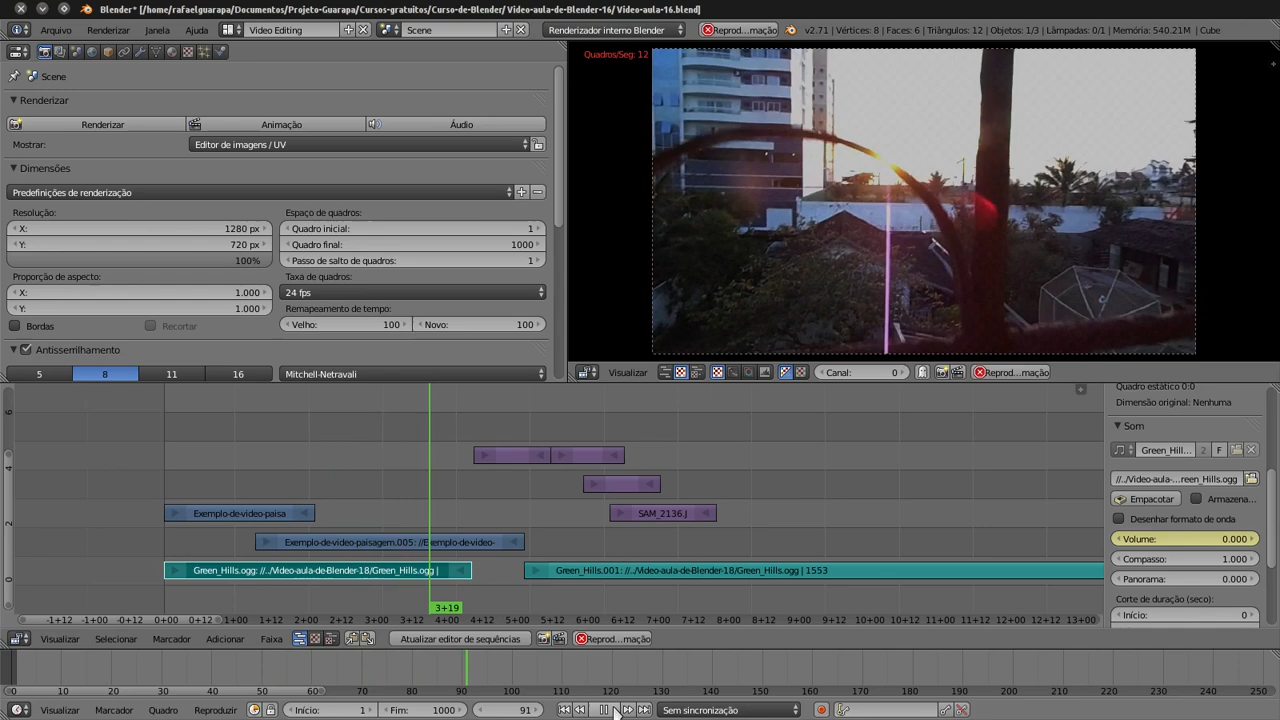 Blender* [/home/rafaelguarapa/Documentos/Projeto-Guarapa/Cursos-gratuitos/Curso-de-Blender/ Video-aula-de-Blender-16/ Video-aula-16.blend]
Arquivo Renderizar Janela Ajuda Video Editing Scene Renderizador interno Blender Reprod...mação v2.71 | Vértices: 8 | Faces: 6 | Triângulos: 12 | Objetos: 1/3 | Lâmpadas: 0/1 | Memória: 540.21M | Cube
Quadros/Seg: 12
Scene
Renderizar
Renderizar Animação Áudio
Mostrar: Editor de imagens / UV
Dimensões
Predefinições de renderização
Resolução: Espaço de quadros:
X: 1280 px Quadro inicial: 1
Y: 720 px Quadro final: 1000
100% Passo de salto de quadros: 1
Proporção de aspecto: Taxa de quadros:
X: 1.000 24 fps
Y: 1.000 Remapeamento de tempo:
Bordas Recortar Velho: 100 Novo: 100
Antisserrilhamento
5 8 11 16 Mitchell-Netravali
Visualizar Canal: 0 Reprod...mação
Quadro estático 0:0
Dimensão original: Nenhuma
Som
Green_Hill... 2 F
//../Video-aula-...reen_Hills.ogg
Empacotar Armazena...
Desenhar formato de onda
Volume: 0.000
Compasso: 1.000
Panorama: 0.000
Corte de duração (seco):
Início: 0
6
4
2
0
Exemplo-de-video-paisa SAM_2136.J
Exemplo-de-video-paisagem.005: //Exemplo-de-video-
Green_Hills.ogg: //../Video-aula-de-Blender-18/Green_Hills.ogg | Green_Hills.001: //../Video-aula-de-Blender-18/Green_Hills.ogg | 1553
3+19
-1+12 -1+00 -0+12 0+00 0+12 1+00 1+12 2+00 2+12 3+00 3+12 4+00 4+12 5+00 5+12 6+00 6+12 7+00 7+12 8+00 8+12 9+00 9+12 10+00 10+12 11+00 11+12 12+00 12+12 13+00
Visualizar Selecionar Marcador Adicionar Faixa Atualizar editor de sequências Reprod...mação
0 10 20 30 40 50 60 70 80 90 100 110 120 130 140 150 160 170 180 190 200 210 220 230 240 250
Visualizar Marcador Quadro Reproduzir Início: 1 Fim: 1000 91 Sem sincronização